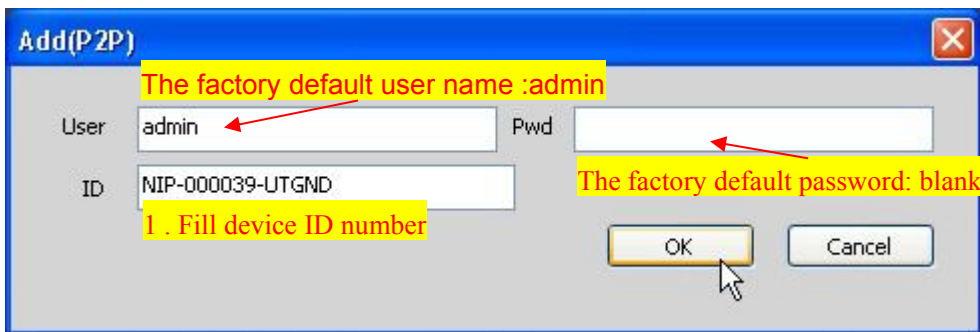 Add(P2P)
The factory default user name :admin
User admin Pwd
ID NIP-000039-UTGND
The factory default password: blank
1 . Fill device ID number
OK Cancel